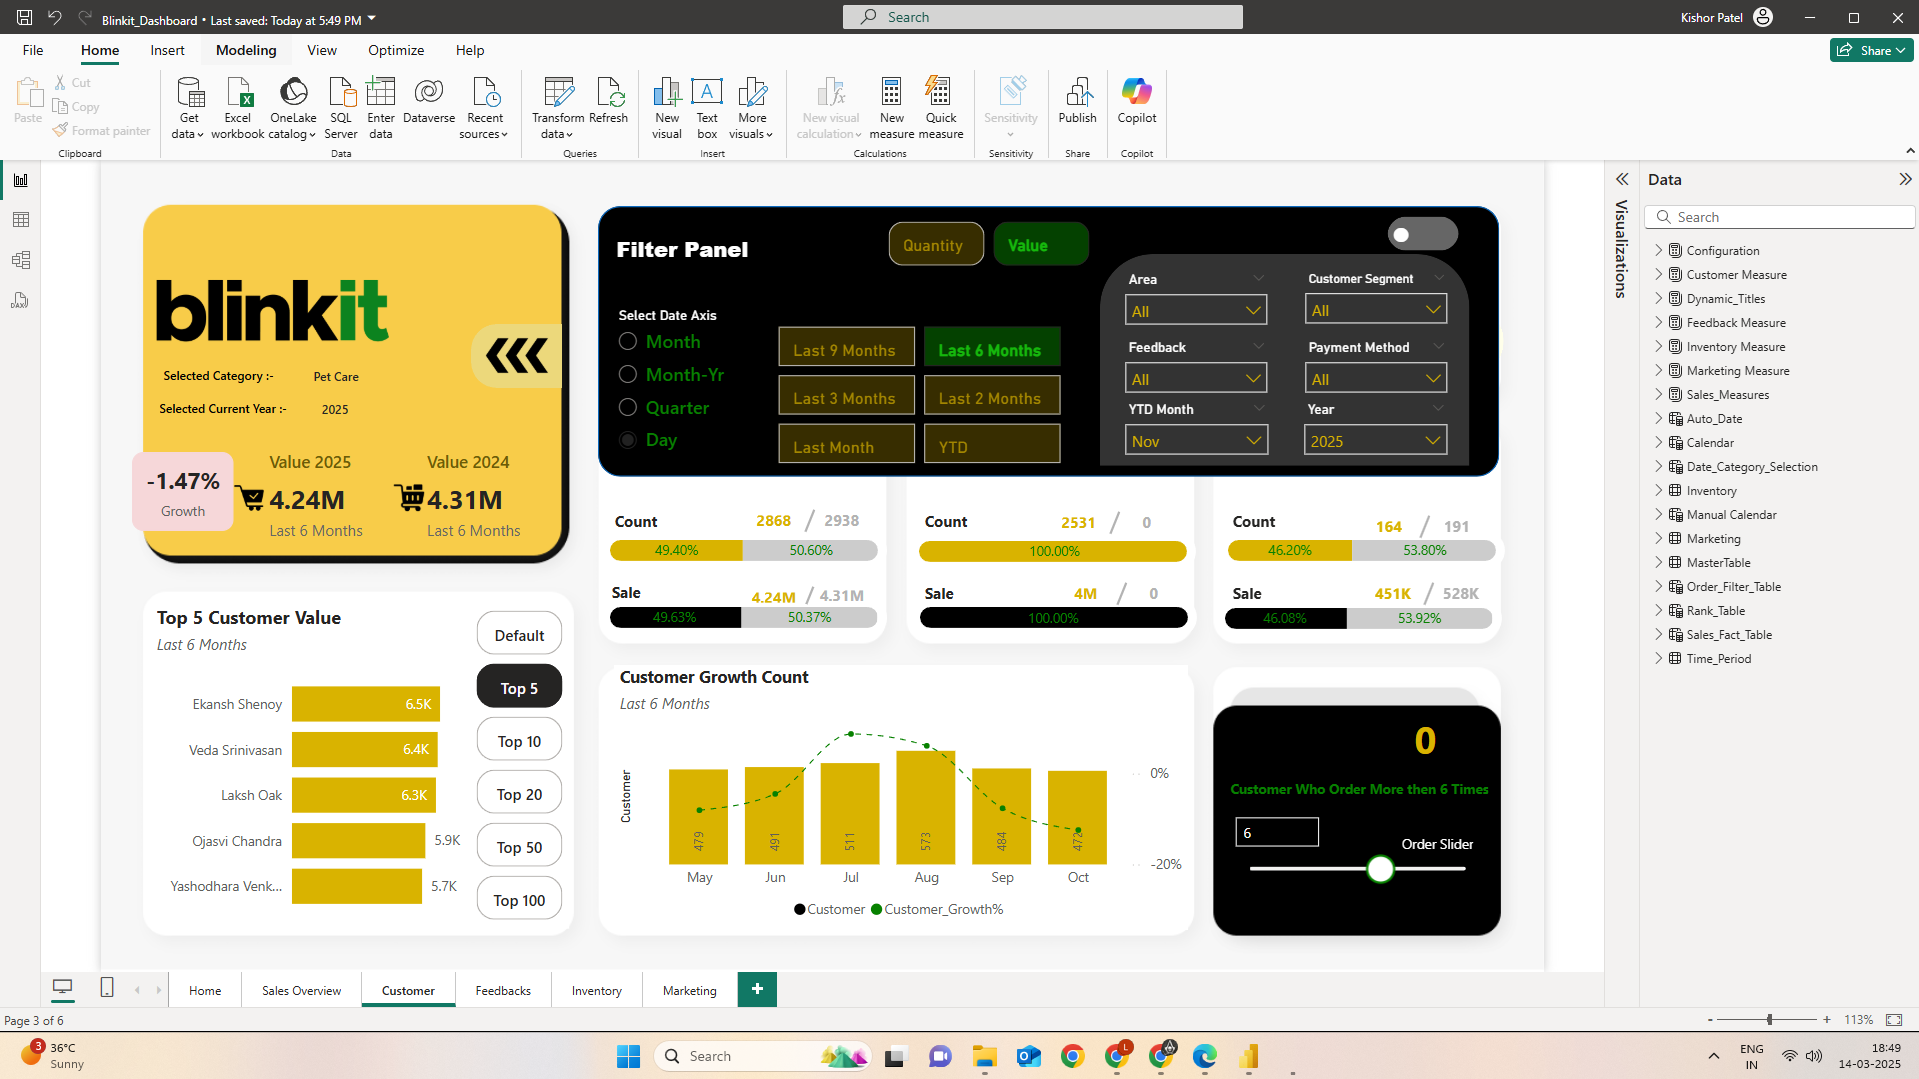 Blinkit_Dashboard • Last saved: Today at 5:49 PM
Search
Kishor Patel
File
Home
Insert
Modeling
View
Optimize
Help
Share
Paste
Cut
Copy
Format painter
Clipboard
Get data
Excel workbook
OneLake catalog
SQL Server
Enter data
Dataverse
Recent sources
Data
Transform data
Refresh
Queries
New visual
Text box
More visuals
Insert
New visual calculation
New measure
Quick measure
Calculations
Sensitivity
Sensitivity
Publish
Share
Copilot
Copilot
blinkit
Selected Category :-
Pet Care
Selected Current Year :-
2025
-1.47%
Growth
Value 2025
4.24M
Last 6 Months
Value 2024
4.31M
Last 6 Months
Filter Panel
Quantity
Value
Select Date Axis
Month
Month-Yr
Quarter
Day
Last 9 Months
Last 6 Months
Last 3 Months
Last 2 Months
Last Month
YTD
Area
All
Customer Segment
All
Feedback
All
Payment Method
All
YTD Month
Nov
Year
2025
Count
2868 / 2938
49.40%
50.60%
Sale
4.24M / 4.31M
49.63%
50.37%
Count
2531 / 0
100.00%
Sale
4M / 0
100.00%
Count
164 / 191
46.20%
53.80%
Sale
451K / 528K
46.08%
53.92%
Top 5 Customer Value
Last 6 Months
Ekansh Shenoy
6.5K
Veda Srinivasan
6.4K
Laksh Oak
6.3K
Ojasvi Chandra
5.9K
Yashodhara Venk...
5.7K
Default
Top 5
Top 10
Top 20
Top 50
Top 100
Customer Growth Count
Last 6 Months
Customer
479
491
511
573
484
472
0%
-20%
May
Jun
Jul
Aug
Sep
Oct
Customer
Customer_Growth%
0
Customer Who Order More then 6 Times
6
Order Slider
Visualizations
Data
Search
Configuration
Customer Measure
Dynamic_Titles
Feedback Measure
Inventory Measure
Marketing Measure
Sales_Measures
Auto_Date
Calendar
Date_Category_Selection
Inventory
Manual Calendar
Marketing
MasterTable
Order_Filter_Table
Rank_Table
Sales_Fact_Table
Time_Period
Home
Sales Overview
Customer
Feedbacks
Inventory
Marketing
+
Page 3 of 6
- + 113%
3
36°C
Sunny
Search
L
ENG
IN
18:49
14-03-2025